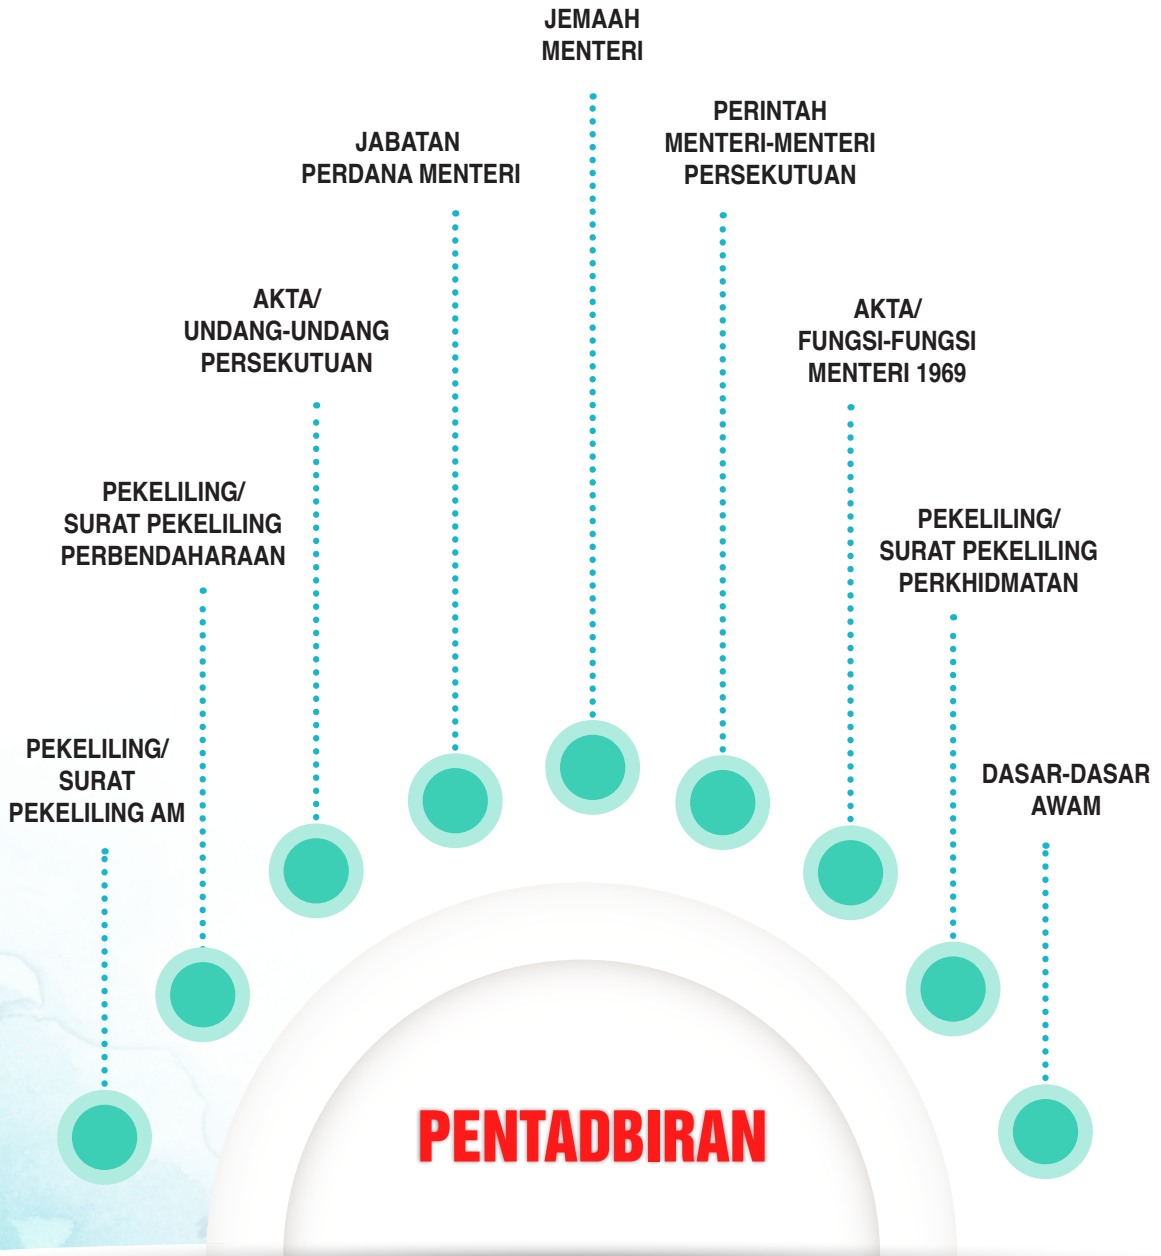 JEMAAH
MENTERI
PERINTAH
MENTERI-MENTERI
PERSEKUTUAN
JABATAN
PERDANA MENTERI
AKTA/
UNDANG-UNDANG
PERSEKUTUAN
AKTA/
FUNGSI-FUNGSI
MENTERI 1969
PEKELILING/
SURAT PEKELILING
PERBENDAHARAAN
PEKELILING/
SURAT PEKELILING
PERKHIDMATAN
PEKELILING/
SURAT
PEKELILING AM
DASAR-DASAR
AWAM
PENTADBIRAN